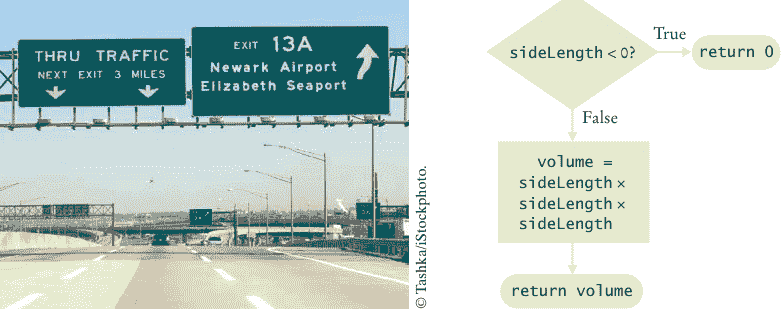 THRU TRAFFIC
NEXT EXIT 3 MILES
EXIT 13A
Newark Airport
Elizabeth Seaport
© Tashka/iStockphoto.
sideLength < 0?
True
return 0
False
volume =
sideLength ×
sideLength ×
sideLength
return volume